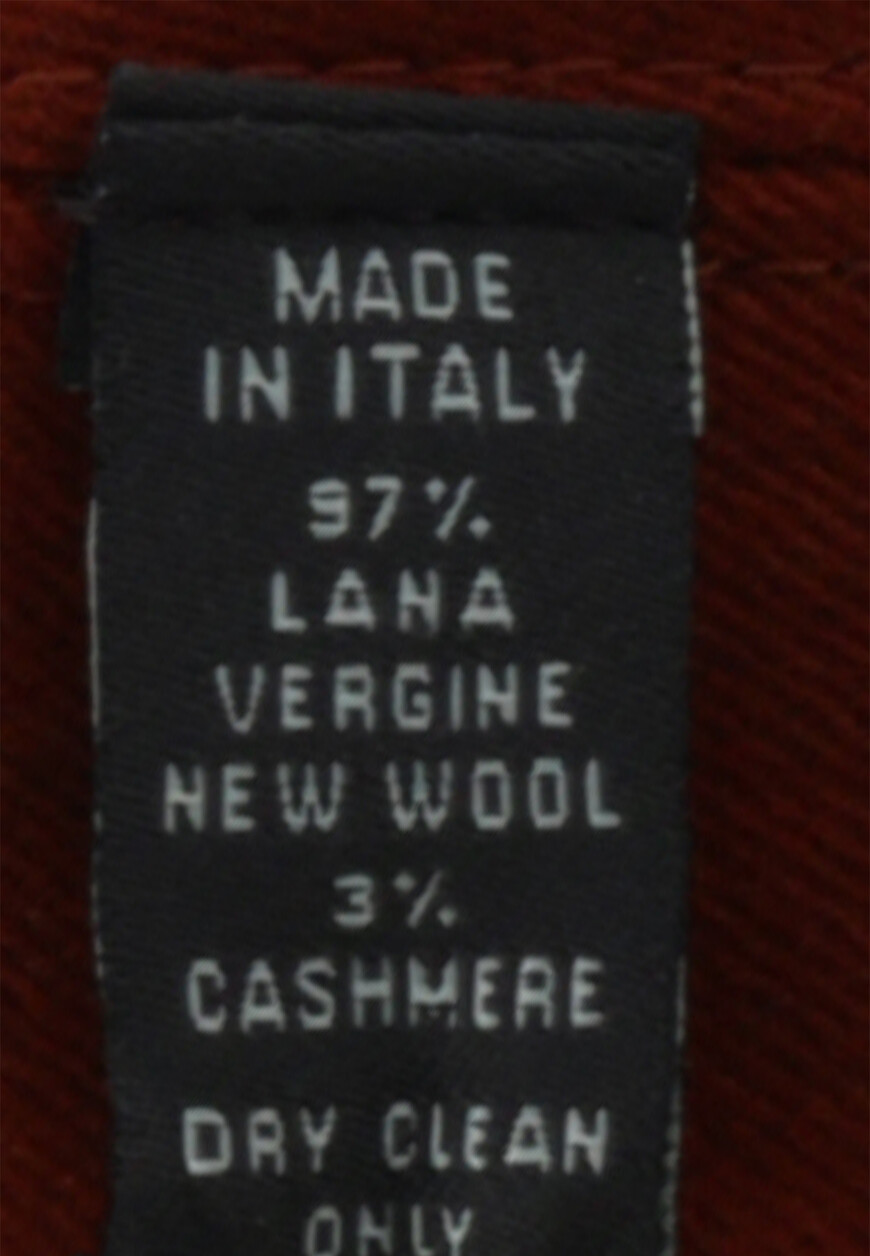 MADE
IN ITALY
97%
LANA
VERGINE
NEW WOOL
3%
CASHMERE
DRY CLEAN
ONLY